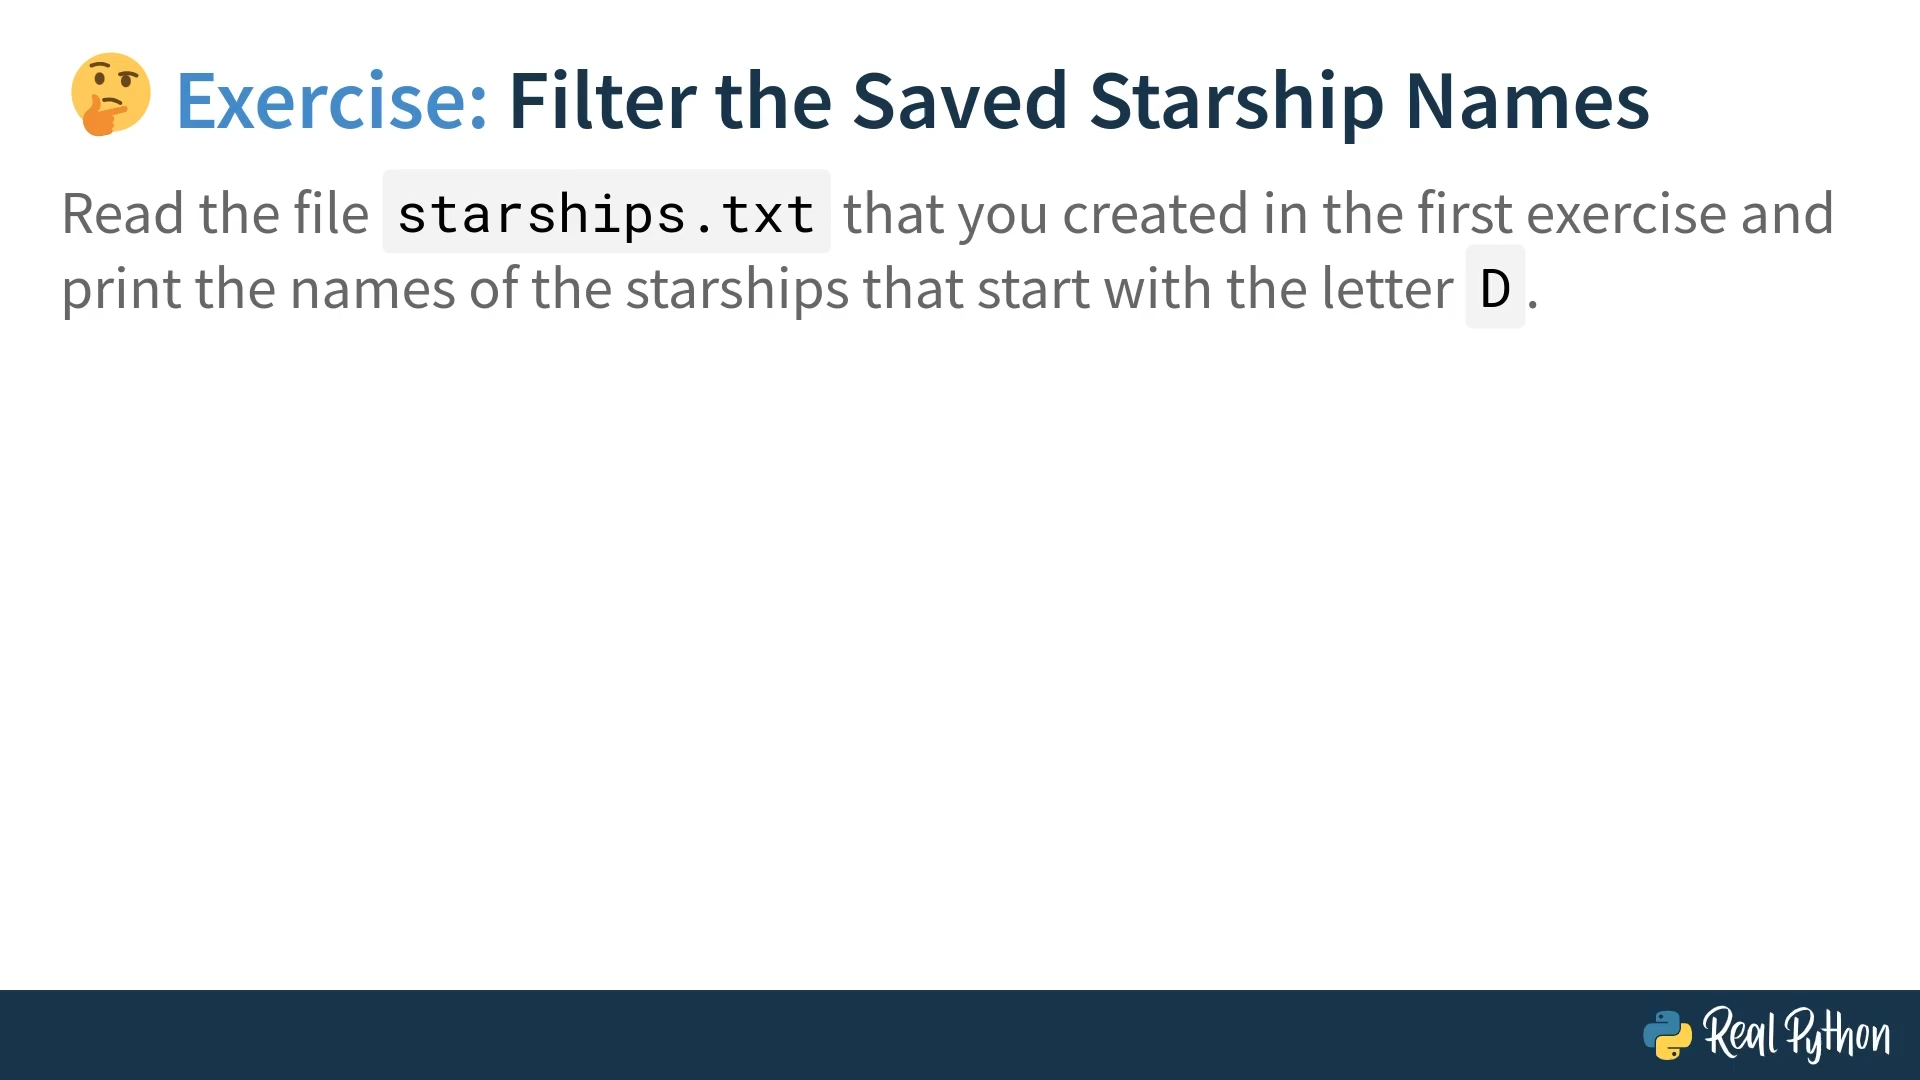 Exercise: Filter the Saved Starship Names
Read the file starships.txt that you created in the first exercise and
print the names of the starships that start with the letter D.
Real Python